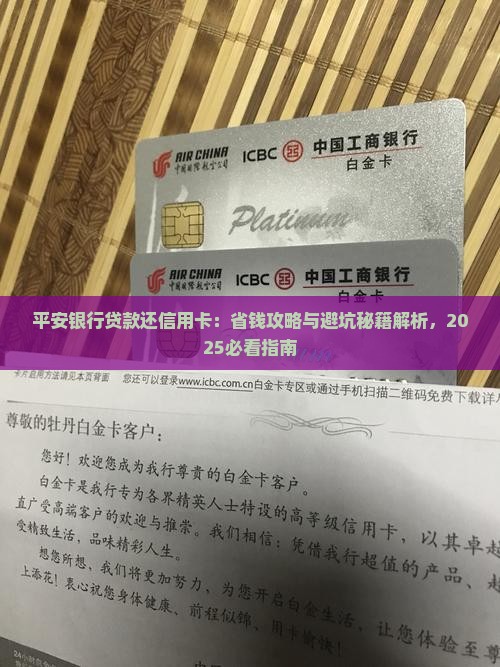 AIR CHINA
中国国际航空公司
ICBC 中国工商银行
白金卡
Platinum
AIR CHINA
中国国际航空公司
ICBC 中国工商银行
白金卡
平安银行贷款还信用卡：省钱攻略与避坑秘籍解析，20
25必看指南
卡片启用方法请见本页背面
您还可以登录www.icbc.com.cn白金卡专区或通过手机扫描二维码免费下载详
尊敬的牡丹白金卡客户：
您好！欢迎您成为我行尊贵的白金卡客户。
白金卡是我行专为各界精英人士特设的高等级信用卡，以其卓越
直广受高端客户的欢迎与推崇。我们相信：凭借我行超值的产品、超
受精致生活，品味精彩人生。
想您所想，我们将更加努力，为您开启白金生活，让您体验至尊
上添花！衷心祝您身体健康、前程似锦、用卡愉快！